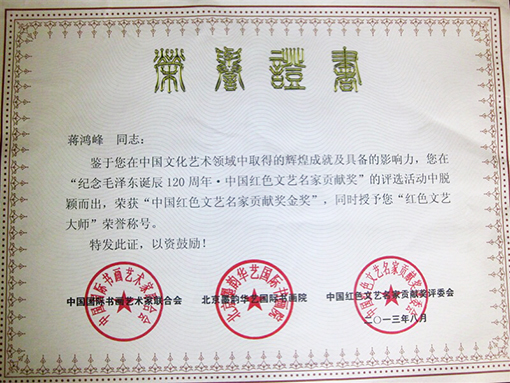 荣誉证书
蒋鸿峰 同志：
鉴于您在中国文化艺术领域中取得的辉煌成就及具备的影响力，您在
“纪念毛泽东诞辰 120 周年·中国红色文艺名家贡献奖”的评选活动中脱
颖而出，荣获“中国红色文艺名家贡献奖金奖”，同时授予您“红色文艺
大师”荣誉称号。
特发此证，以资鼓励！
中国国际书画艺术家联合会 北京墨韵华艺国际书画院 中国红色文艺名家贡献奖评委会
二〇一三年八月